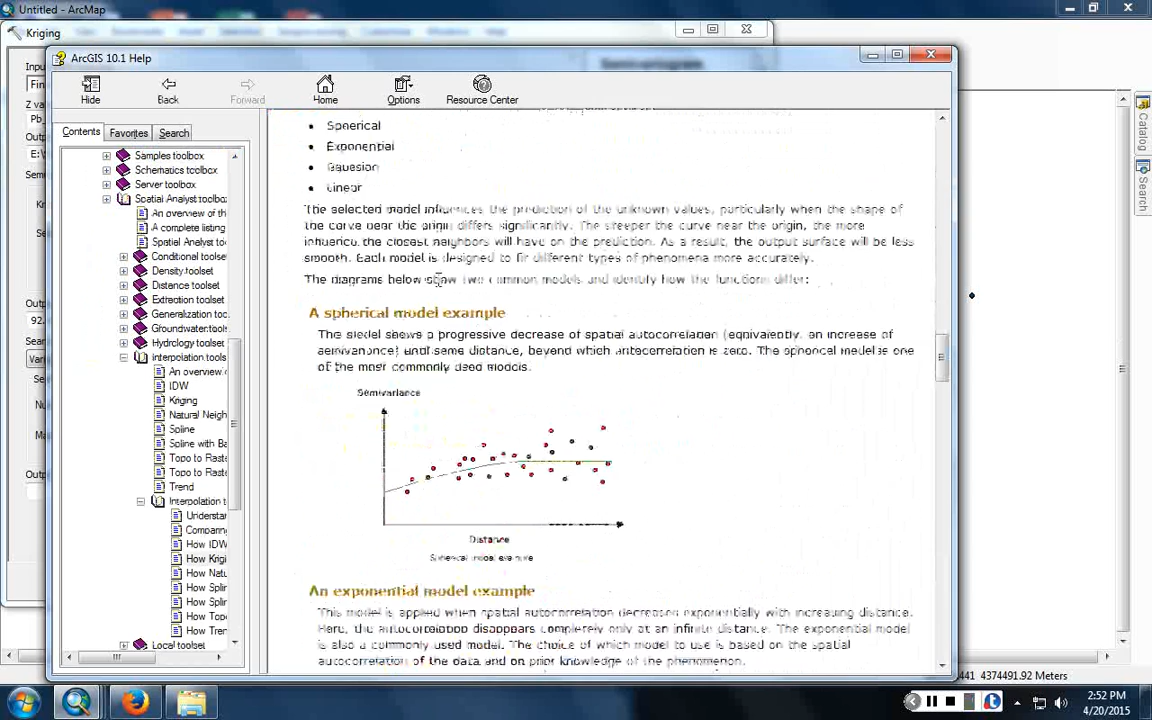 Untitled - ArcMap
Kriging
ArcGIS 10.1 Help
Hide
Back
Forward
Home
Options
Resource Center
Contents
Favorites
Search
Samples toolbox
Schematics toolbox
Server toolbox
Spatial Analyst toolbo
An overview of th
A complete listing
Spatial Analyst to
Conditional toolse
Density toolset
Distance toolset
Extraction toolset
Generalization to
Groundwater tools
Hydrology toolset
Interpolation tools
An overview
IDW
Kriging
Natural Neigh
Spline
Spline with Ba
Topo to Raste
Topo to Raste
Trend
Interpolation t
Understa
Comparing
How IDW
How Krigi
How Natu
How Splin
How Splin
How Topo
How Tren
Local toolset
Spherical
Exponential
Gaussian
Linear
The selected model influences the prediction of the unknown values, particularly when the shape of
the curve near the origin differs significantly. The steeper the curve near the origin, the more
influence the closest neighbors will have on the prediction. As a result, the output surface will be less
smooth. Each model is designed to fit different types of phenomena more accurately.
The diagrams below show two common models and identify how the functions differ:
A spherical model example
This model shows a progressive decrease of spatial autocorrelation (equivalently, an increase of
semivariance) until some distance, beyond which autocorrelation is zero. The spherical model is one
of the most commonly used models.
Semivariance
Distance
Spherical model example
An exponential model example
This model is applied when spatial autocorrelation decreases exponentially with increasing distance.
Here, the autocorrelation disappears completely only at an infinite distance. The exponential model
is also a commonly used model. The choice of which model to use is based on the spatial
autocorrelation of the data and on prior knowledge of the phenomenon.
Catalog
Search
441 4374491.92 Meters
2:52 PM
4/20/2015